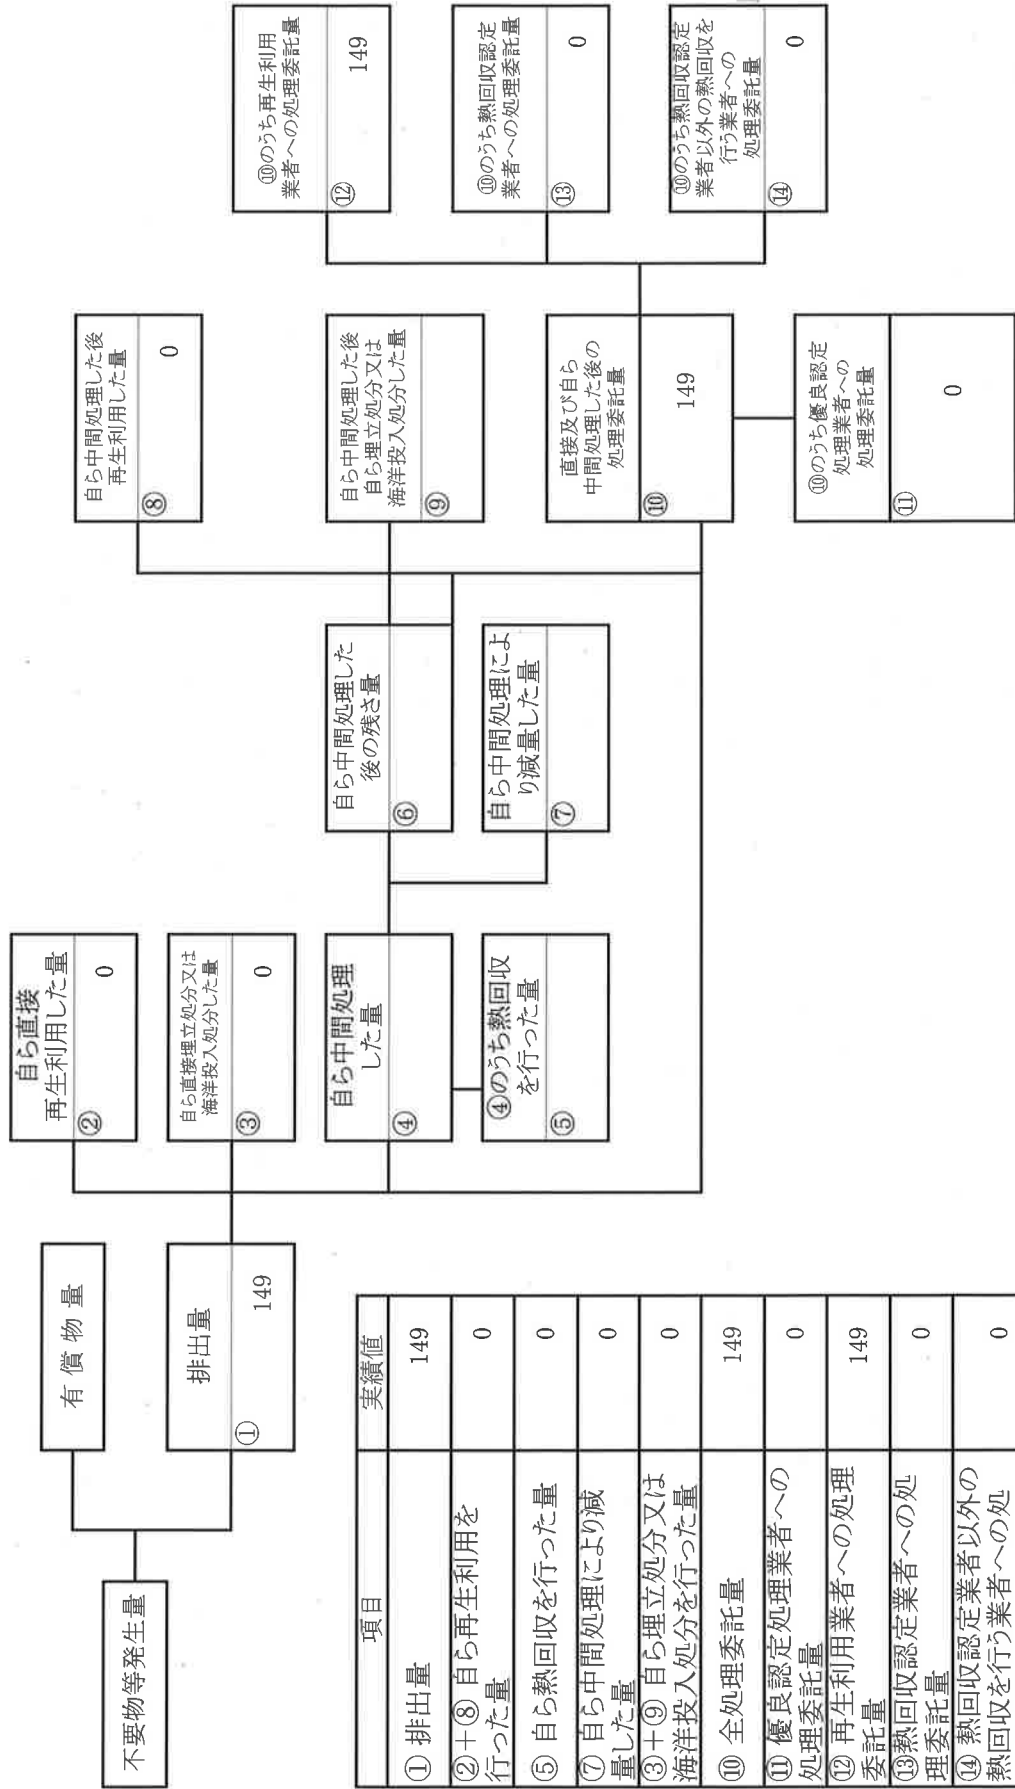 不要物等発生量
有償物量
排出量
①
149
自ら直接
再生利用した量
②
0
自ら直接埋立処分又は
海洋投入処分した量
③
0
自ら中間処理
した量
④
④のうち熱回収
を行った量
⑤
自ら中間処理した
後の残さ量
⑥
自ら中間処理によ
り減量した量
⑦
自ら中間処理した後
再生利用した量
⑧
0
自ら中間処理した後
自ら埋立処分又は
海洋投入処分した量
⑨
直接及び自ら
中間処理した後の
処理委託量
⑩
149
⑩のうち優良認定
処理業者への
処理委託量
⑪
0
⑩のうち再生利用
業者への処理委託量
⑫
149
⑩のうち熱回収認定
業者への処理委託量
⑬
0
⑩のうち熱回収認定
業者以外の熱回収を
行う業者への
処理委託量
⑭
0
項目 実績値
① 排出量 149
②+⑧ 自ら再生利用を
行った量 0
⑤ 自ら熱回収を行った量 0
⑦ 自ら中間処理により減
量した量 0
③+⑨ 自ら埋立処分又は
海洋投入処分を行った量 0
⑩ 全処理委託量 149
⑪ 優良認定処理業者への
処理委託量 0
⑫ 再生利用業者への処理
委託量 149
⑬熱回収認定業者への処
理委託量 0
⑭ 熱回収認定業者以外の
熱回収を行う業者への処 0